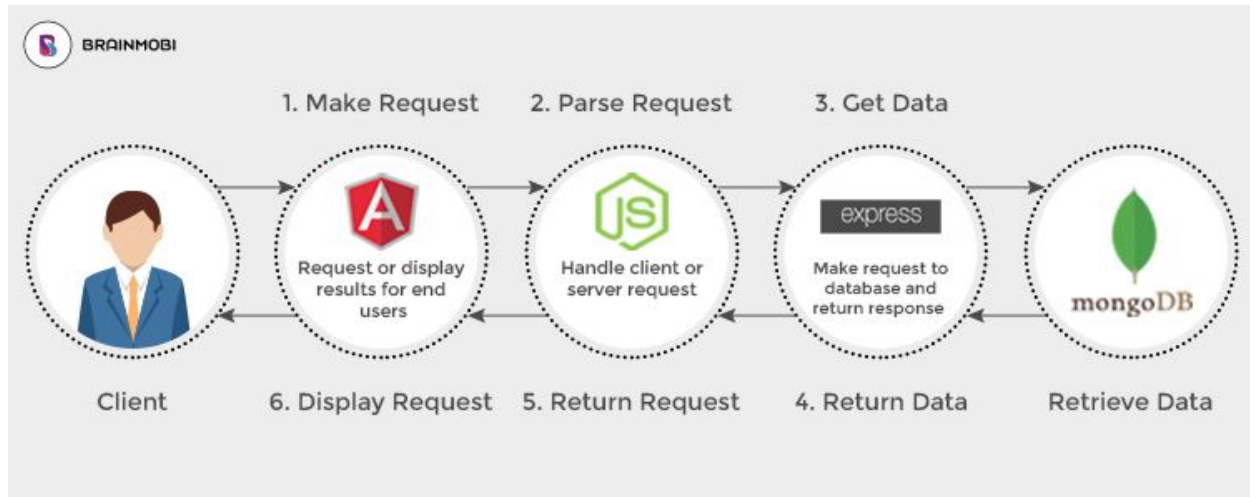 BRAINMOBI
1. Make Request
2. Parse Request
3. Get Data
Request or display
results for end
users
JS
Handle client or
server request
express
Make request to
database and
return response
mongoDB
Client
6. Display Request
5. Return Request
4. Return Data
Retrieve Data